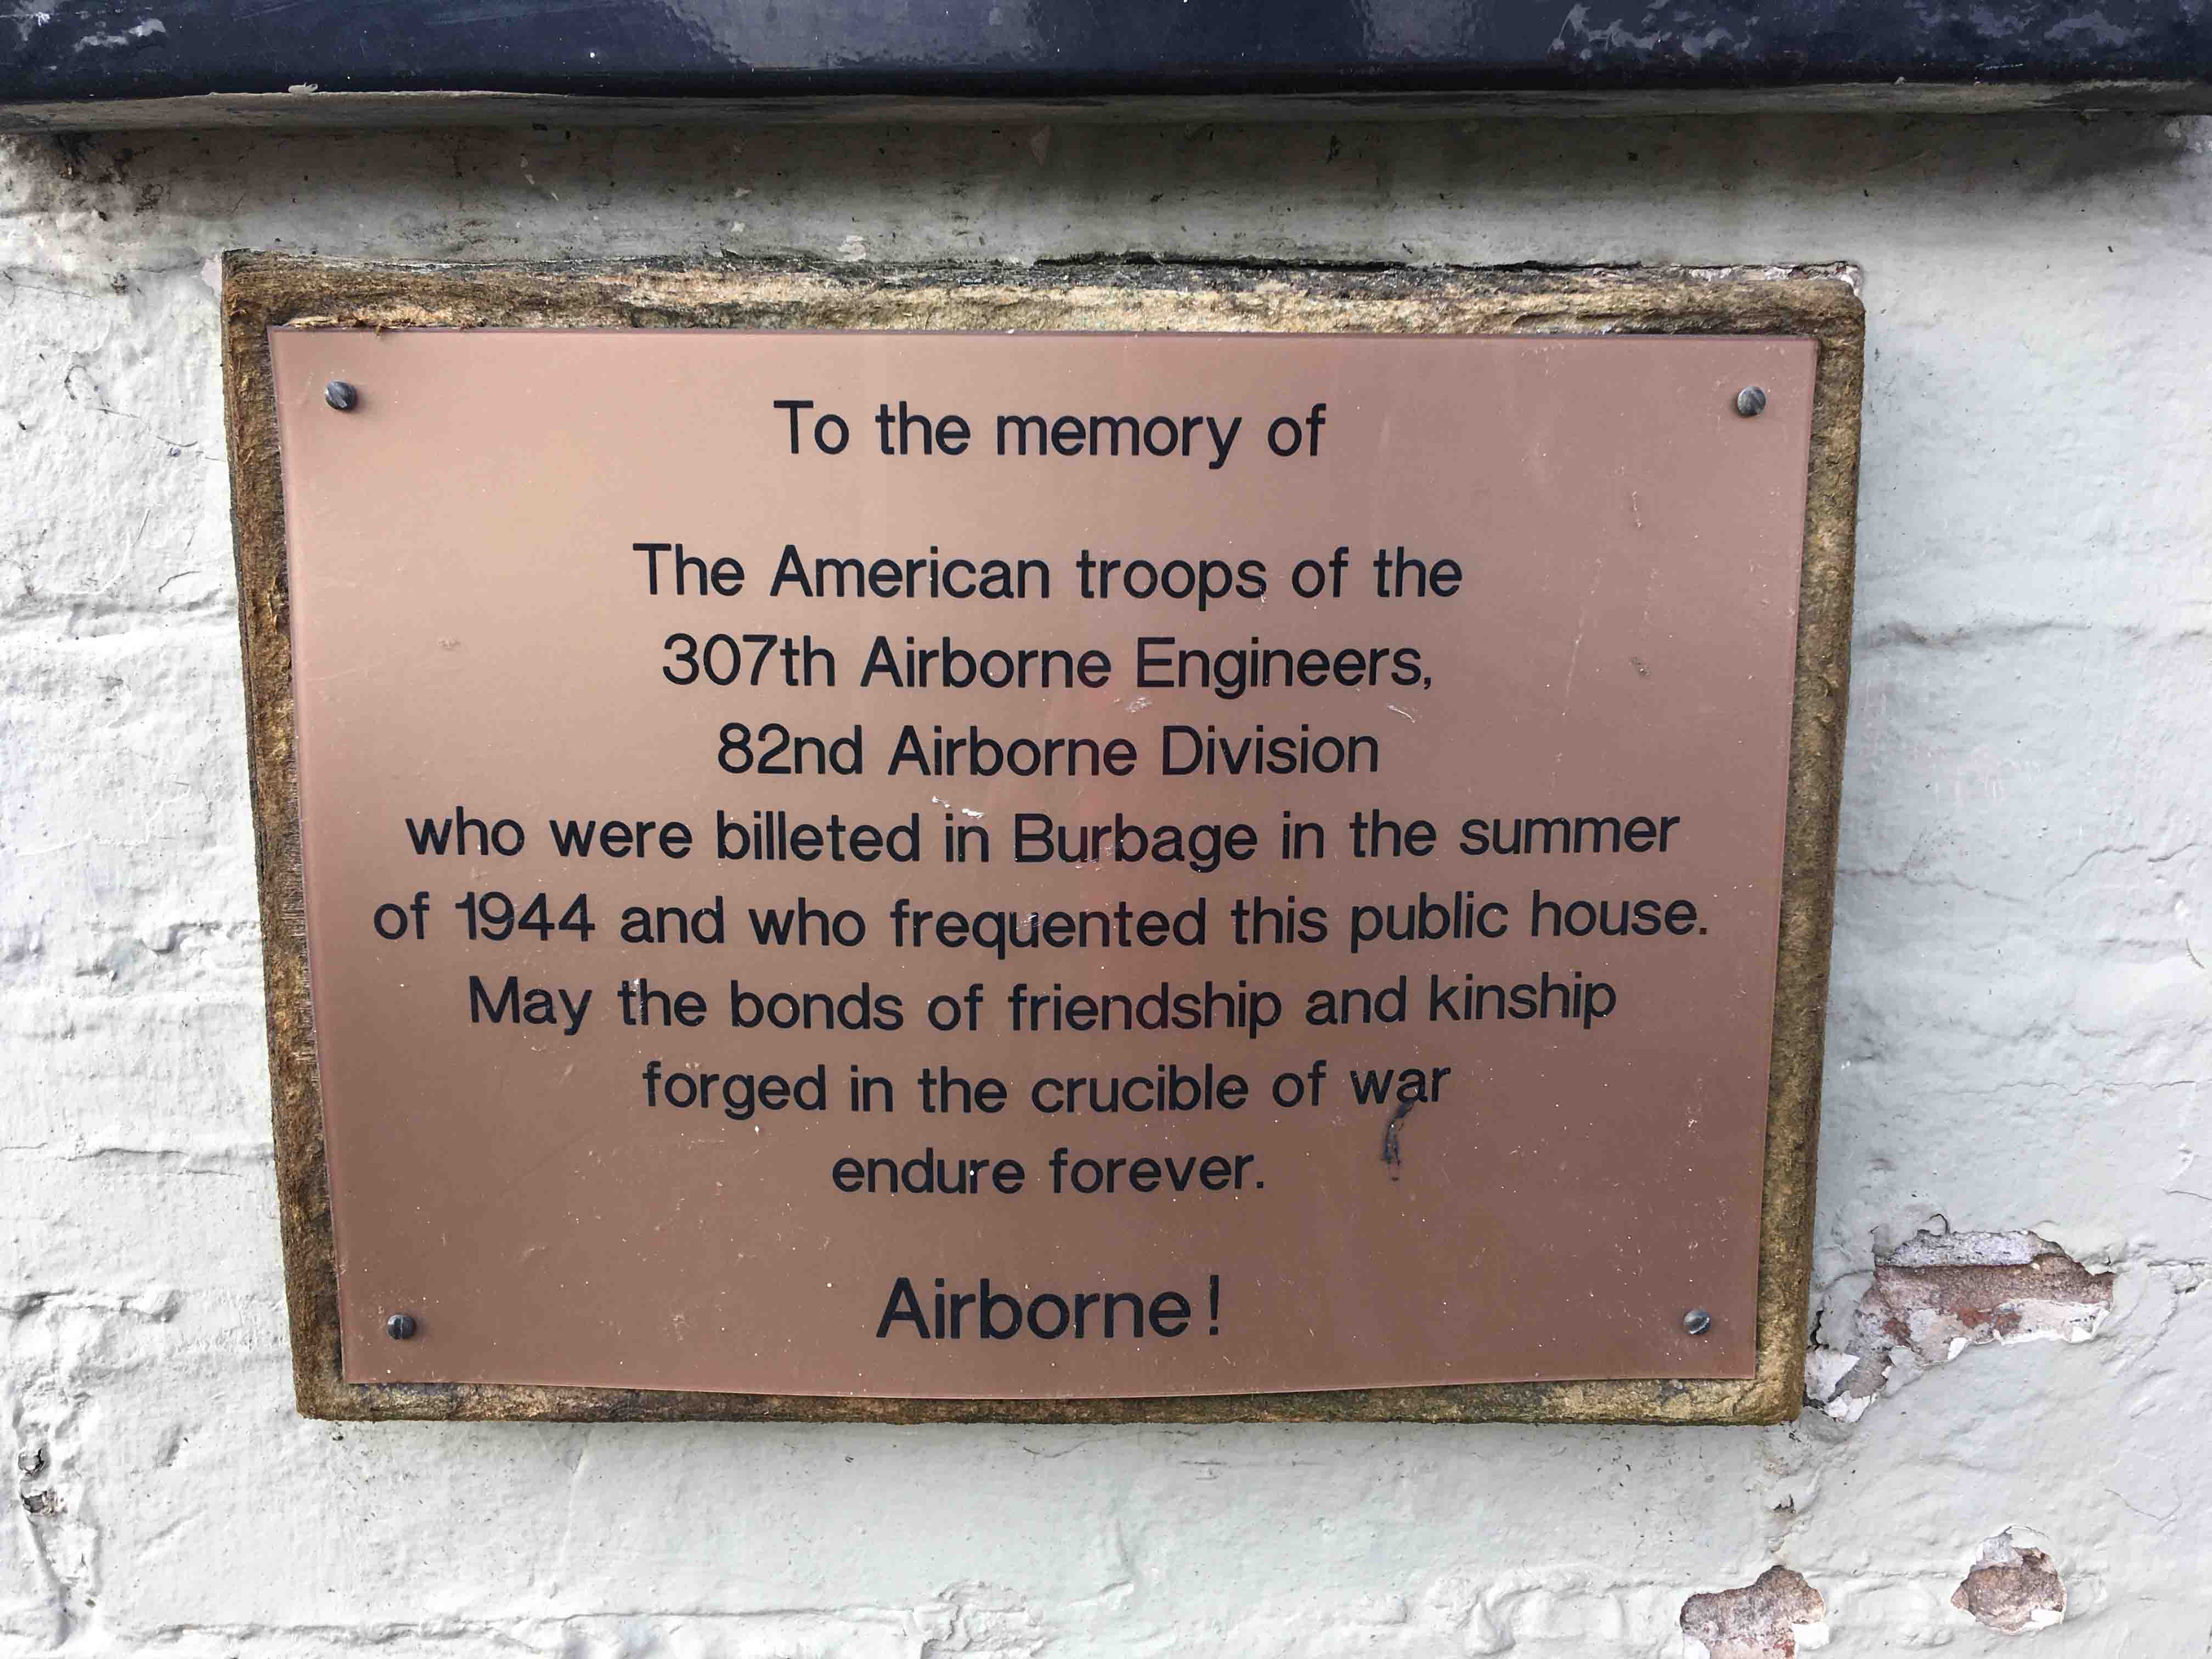 To the memory of
The American troops of the
307th Airborne Engineers,
82nd Airborne Division
who were billeted in Burbage in the summer
of 1944 and who frequented this public house.
May the bonds of friendship and kinship
forged in the crucible of war
endure forever.
Airborne!